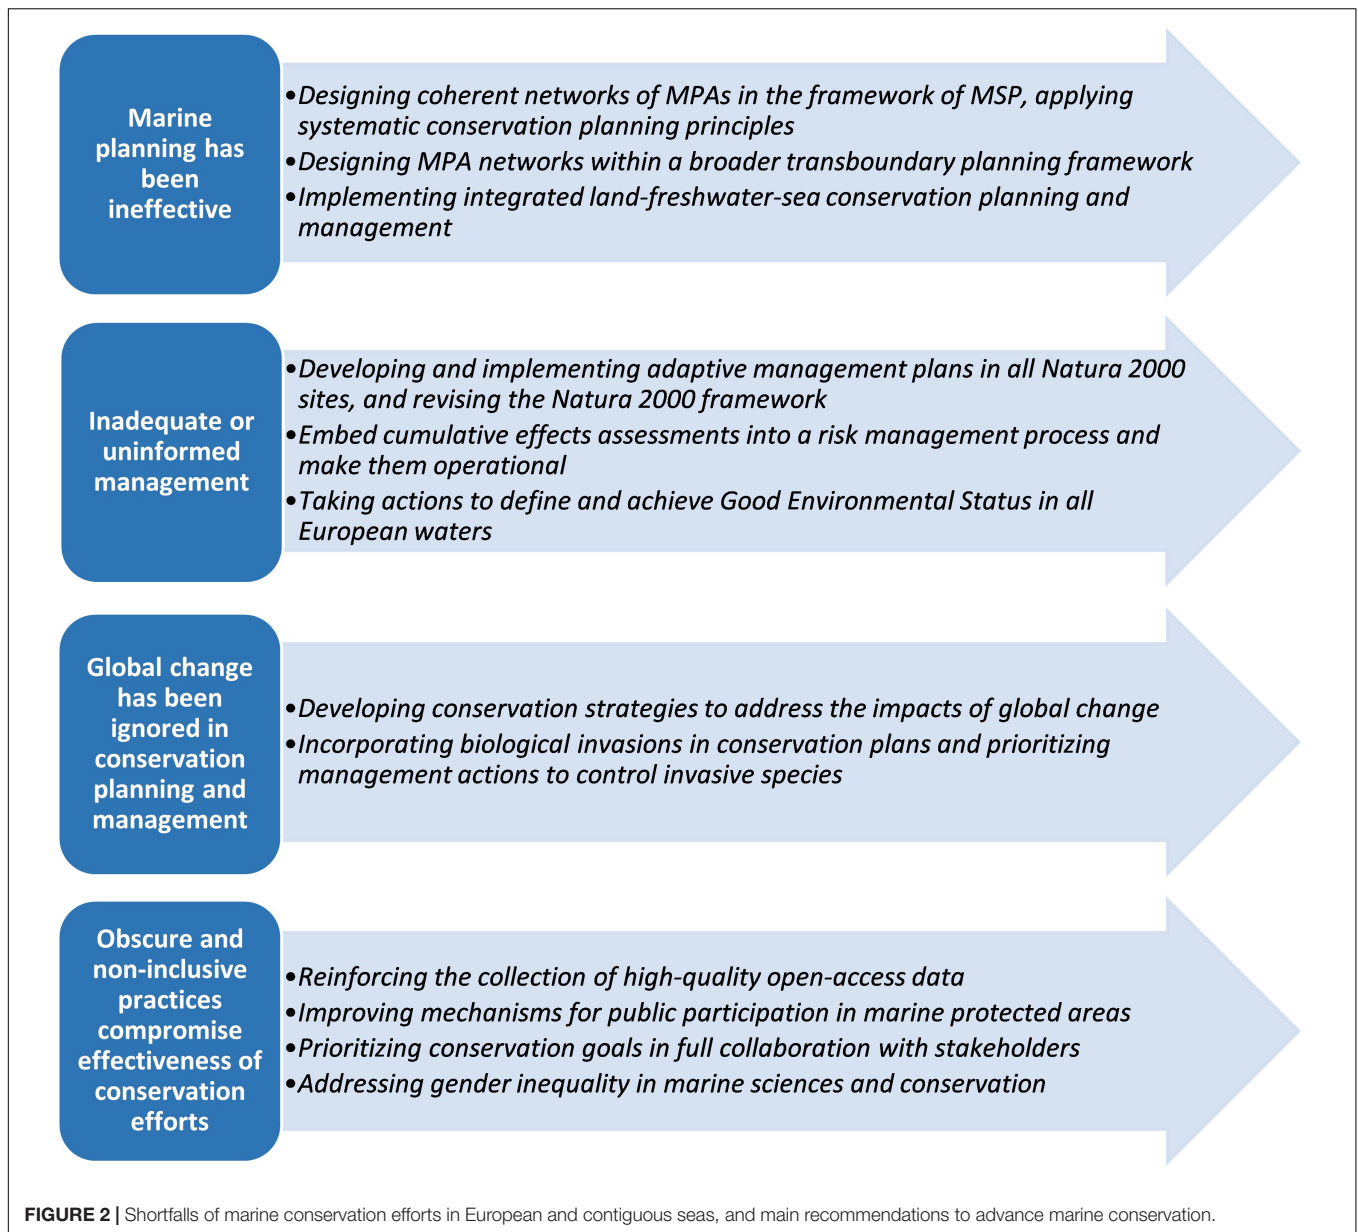 Marine
planning has
been
ineffective
•Designing coherent networks of MPAs in the framework of MSP, applying
systematic conservation planning principles
•Designing MPA networks within a broader transboundary planning framework
•Implementing integrated land-freshwater-sea conservation planning and
management
Inadequate or
uninformed
management
•Developing and implementing adaptive management plans in all Natura 2000
sites, and revising the Natura 2000 framework
•Embed cumulative effects assessments into a risk management process and
make them operational
•Taking actions to define and achieve Good Environmental Status in all
European waters
Global change
has been
ignored in
conservation
planning and
management
•Developing conservation strategies to address the impacts of global change
•Incorporating biological invasions in conservation plans and prioritizing
management actions to control invasive species
Obscure and
non-inclusive
practices
compromise
effectiveness of
conservation
efforts
•Reinforcing the collection of high-quality open-access data
•Improving mechanisms for public participation in marine protected areas
•Prioritizing conservation goals in full collaboration with stakeholders
•Addressing gender inequality in marine sciences and conservation
FIGURE 2 | Shortfalls of marine conservation efforts in European and contiguous seas, and main recommendations to advance marine conservation.